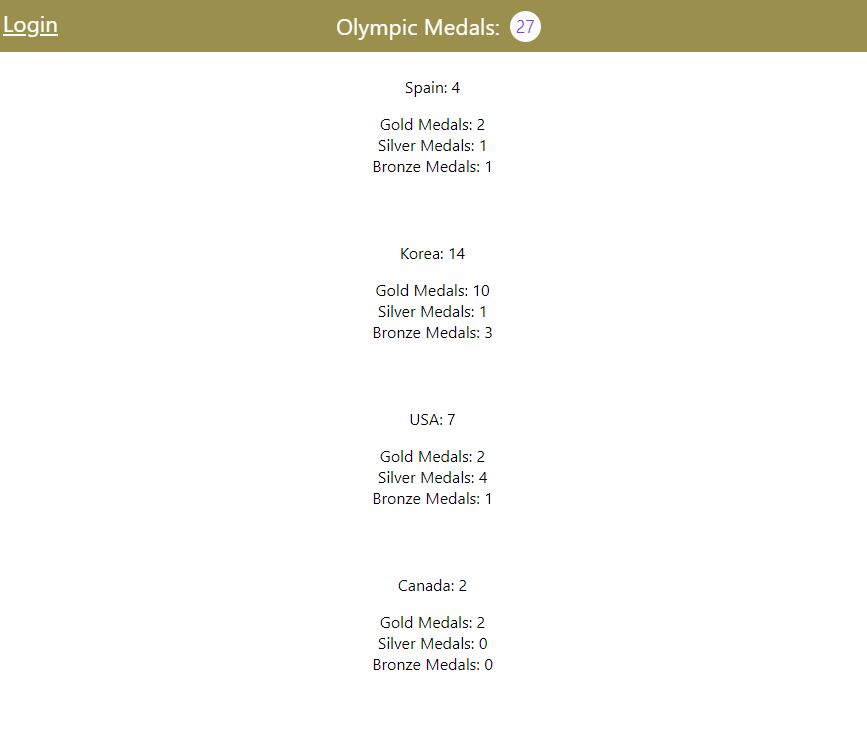 Login
Olympic Medals: 27
Spain: 4
Gold Medals: 2
Silver Medals: 1
Bronze Medals: 1
Korea: 14
Gold Medals: 10
Silver Medals: 1
Bronze Medals: 3
USA: 7
Gold Medals: 2
Silver Medals: 4
Bronze Medals: 1
Canada: 2
Gold Medals: 2
Silver Medals: 0
Bronze Medals: 0